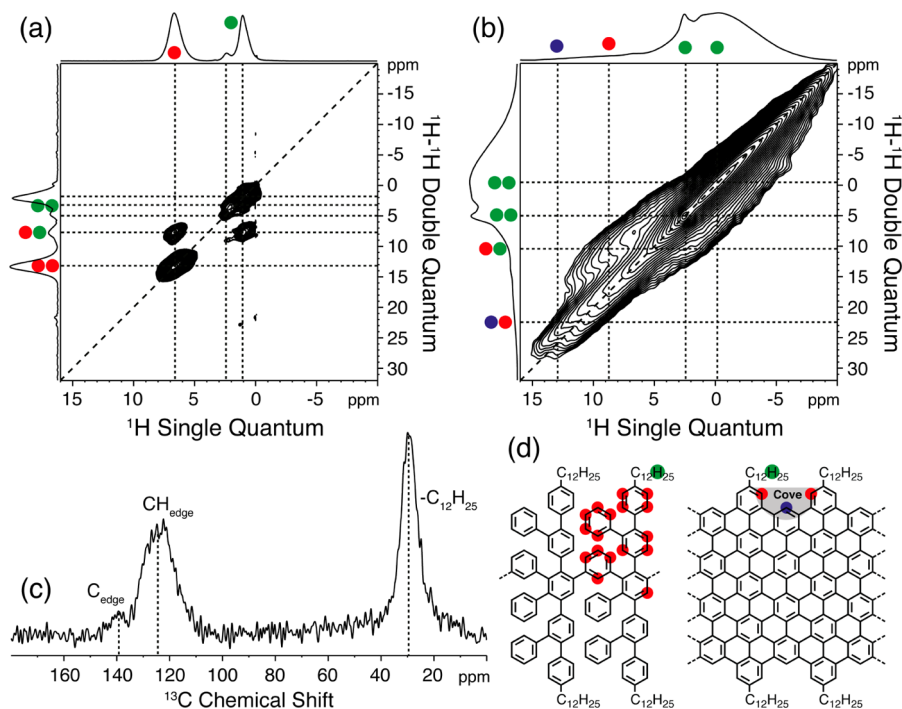 (a)
ppm
-15
-10
-5
0
5
10
15
20
25
30
¹H-¹H Double Quantum
15 10 5 0 -5 ppm
¹H Single Quantum
(b)
ppm
-15
-10
-5
0
5
10
15
20
25
30
¹H-¹H Double Quantum
15 10 5 0 -5 ppm
¹H Single Quantum
(c)
C_edge
CH_edge
-C₁₂H₂₅
160 140 120 100 80 60 40 20 ppm
¹³C Chemical Shift
(d)
C₁₂H₂₅ C₁₂H₂₅ C₁₂H₂₅ C₁₂H₂₅
Cove
C₁₂H₂₅ C₁₂H₂₅ C₁₂H₂₅ C₁₂H₂₅